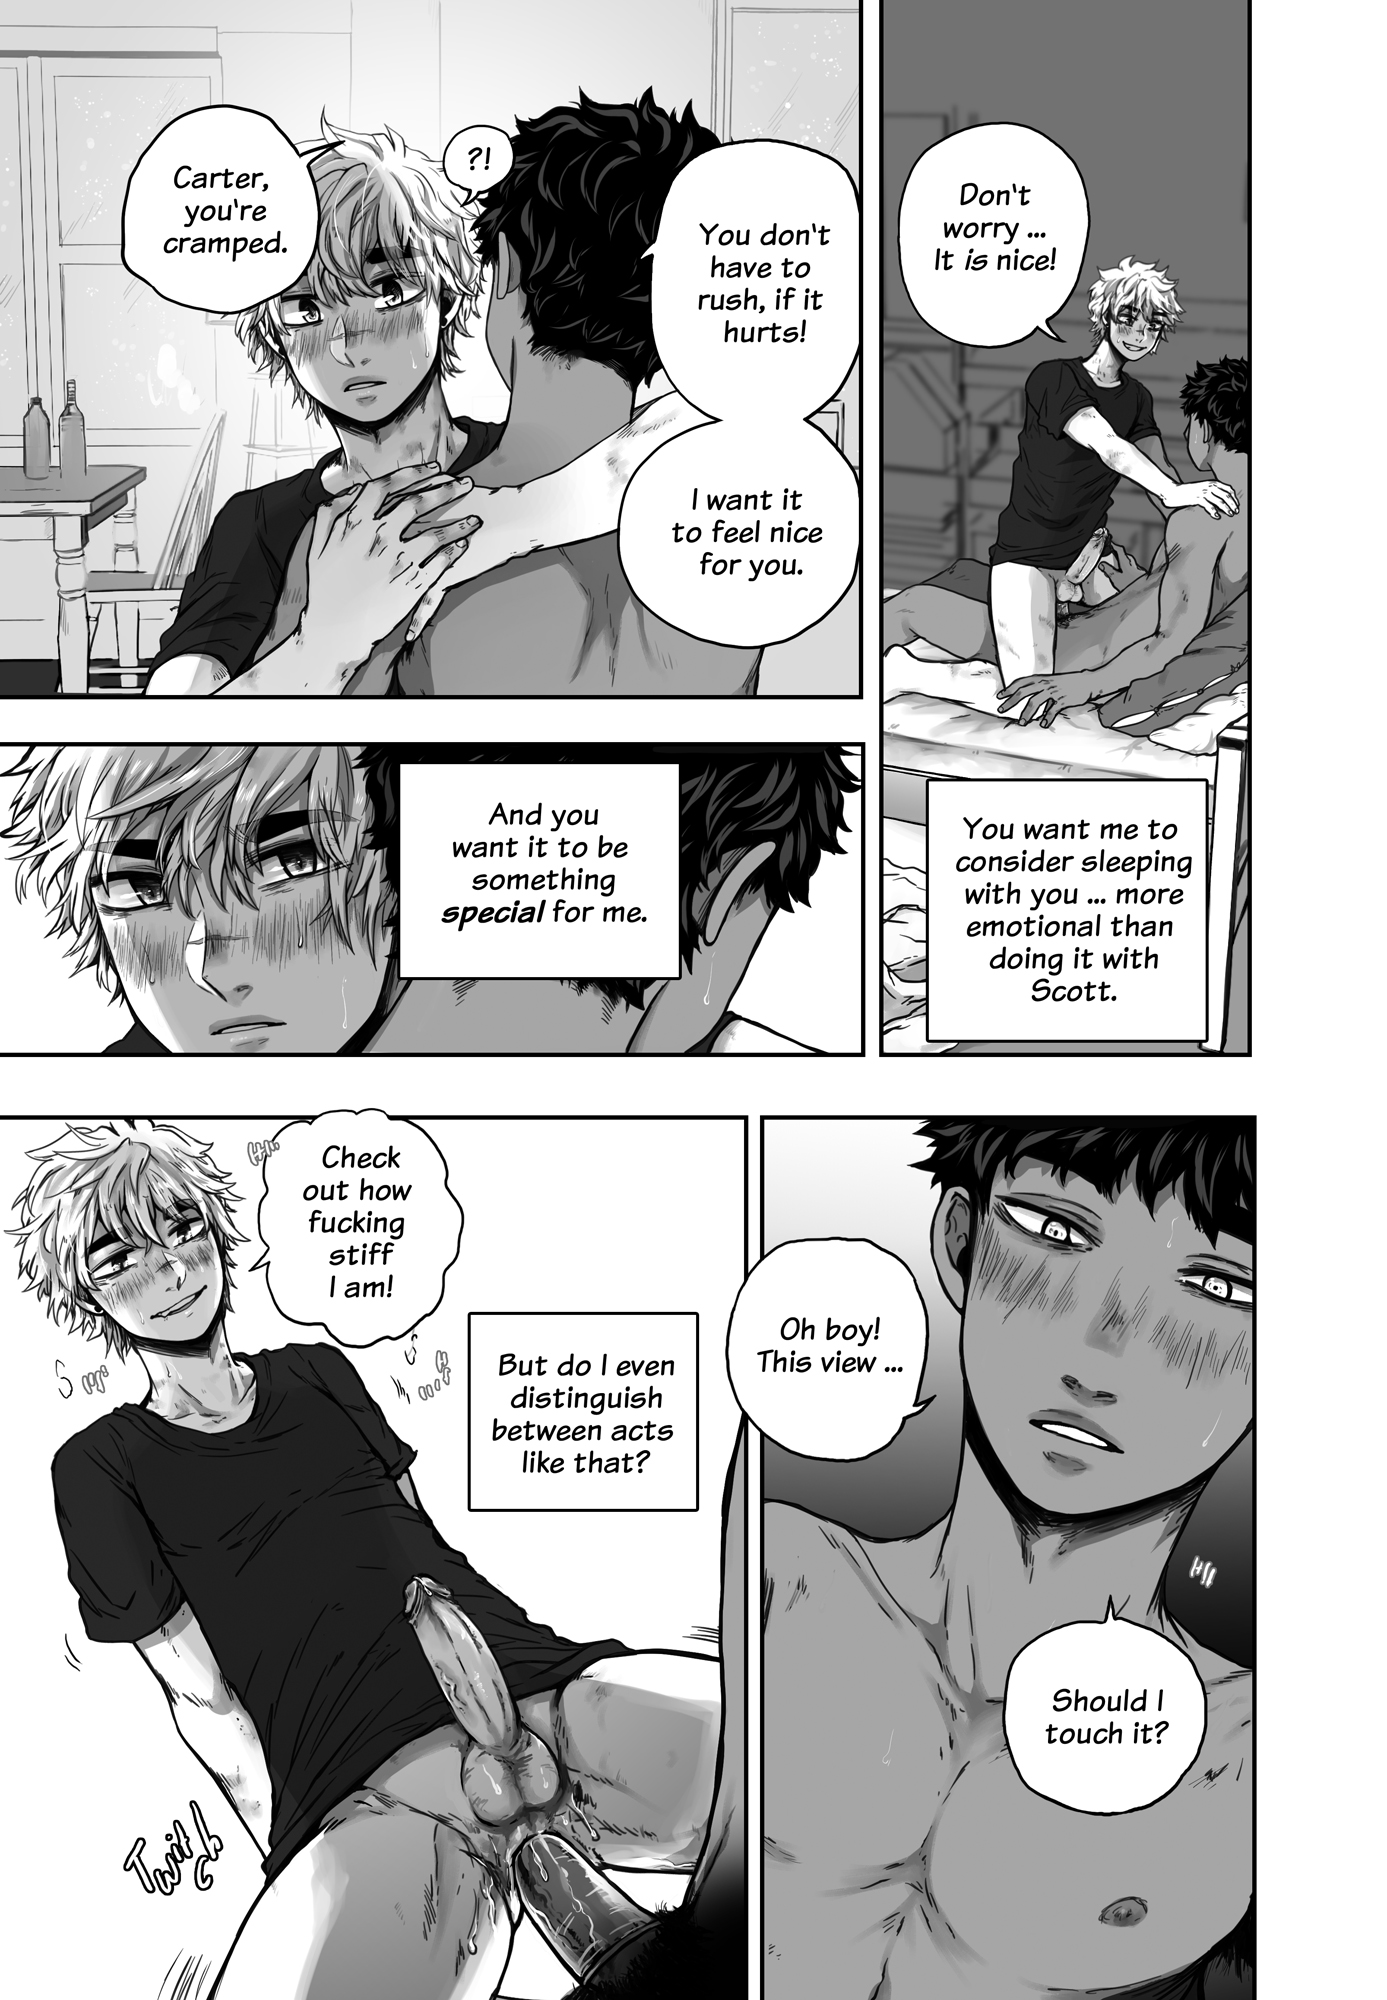 Carter,
you're
cramped.
?!
You don't
have to
rush, if it
hurts!
I want it
to feel nice
for you.
Don't
worry ...
It is nice!
And you
want it to be
something
special for me.
You want me to
consider sleeping
with you ... more
emotional than
doing it with
Scott.
Check
out how
fucking
stiff
I am!
But do I even
distinguish
between acts
like that?
Twitch
Oh boy!
This view ...
Should I
touch it?